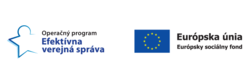 Operačný program
Efektívna
verejná správa
Európska únia
Európsky sociálny fond